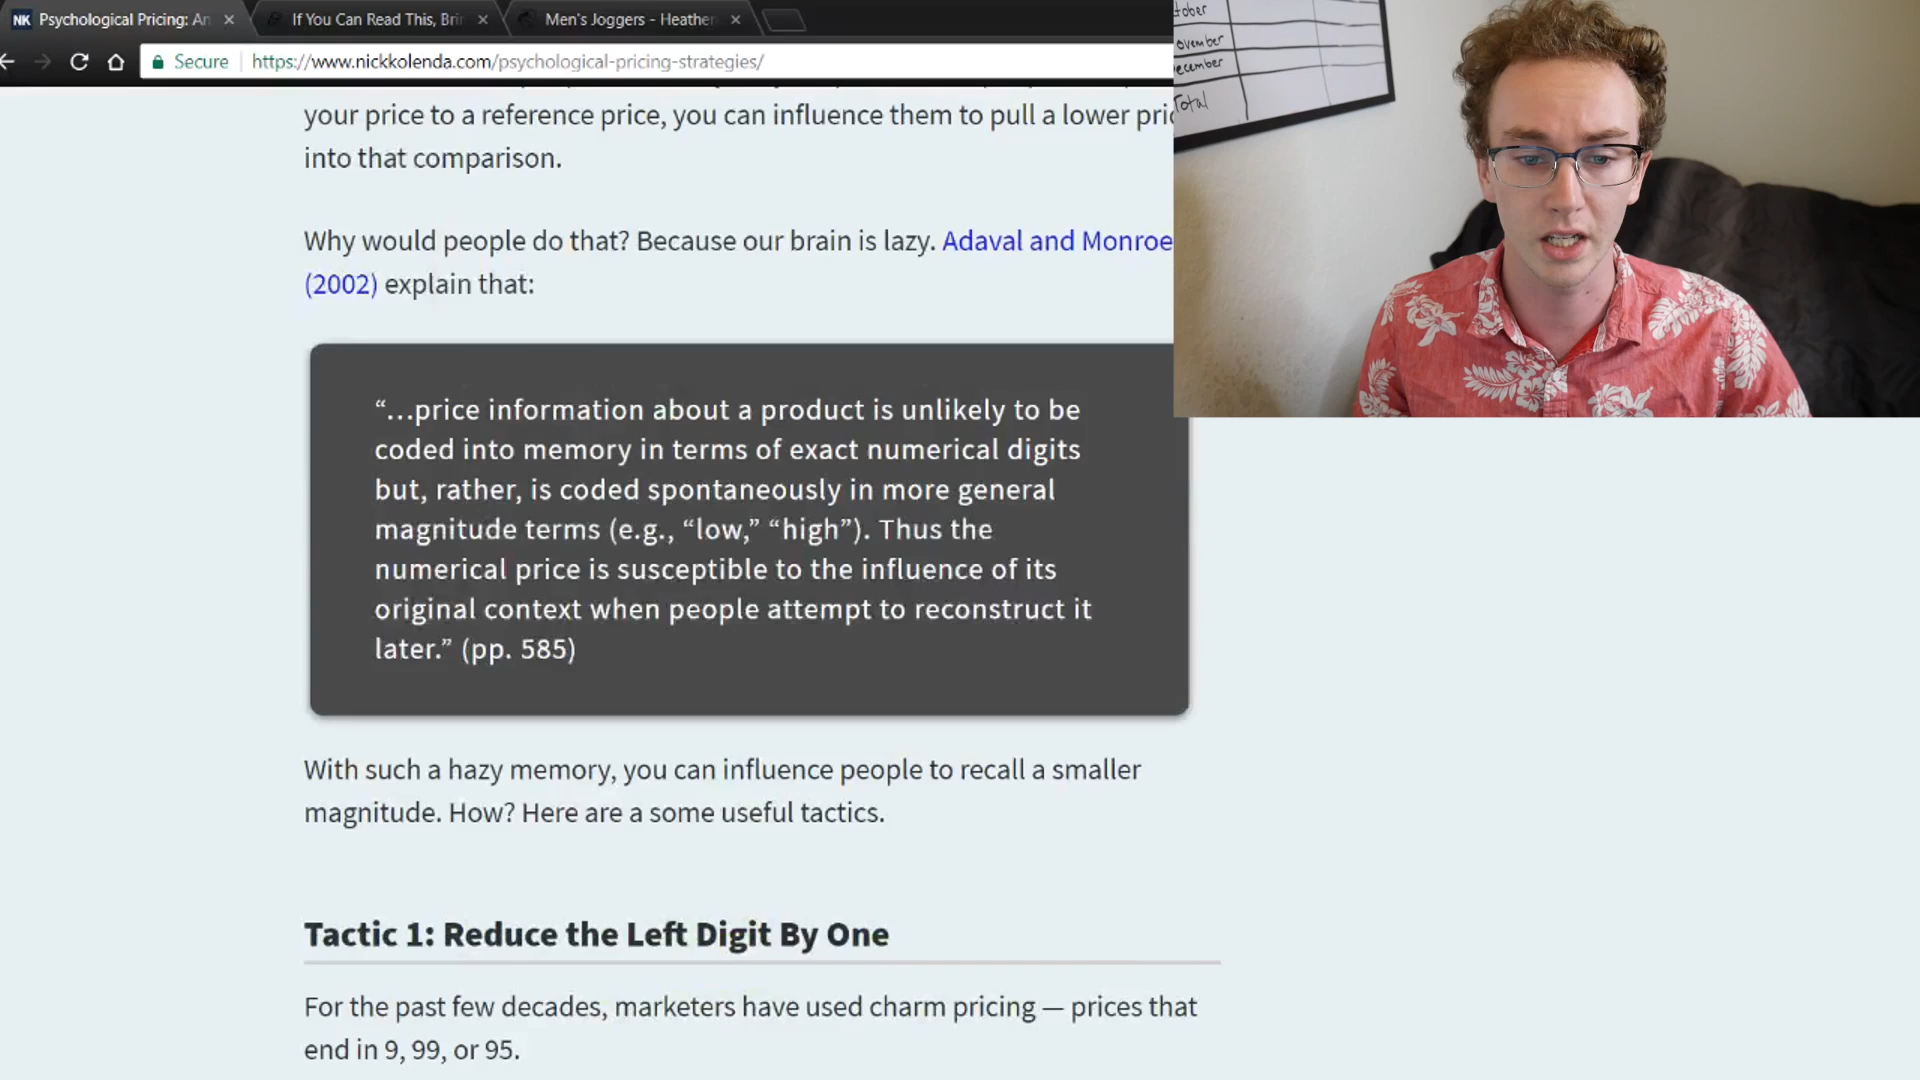 NK Psychological Pricing: An
If You Can Read This, Brin
Men's Joggers - Heather
Secure https://www.nickkolenda.com/psychological-pricing-strategies/
your price to a reference price, you can influence them to pull a lower pric
into that comparison.
Why would people do that? Because our brain is lazy. Adaval and Monroe
(2002) explain that:
“…price information about a product is unlikely to be
coded into memory in terms of exact numerical digits
but, rather, is coded spontaneously in more general
magnitude terms (e.g., “low,” “high”). Thus the
numerical price is susceptible to the influence of its
original context when people attempt to reconstruct it
later.” (pp. 585)
With such a hazy memory, you can influence people to recall a smaller
magnitude. How? Here are a some useful tactics.
Tactic 1: Reduce the Left Digit By One
For the past few decades, marketers have used charm pricing — prices that
end in 9, 99, or 95.
tober
ovember
ecember
Total